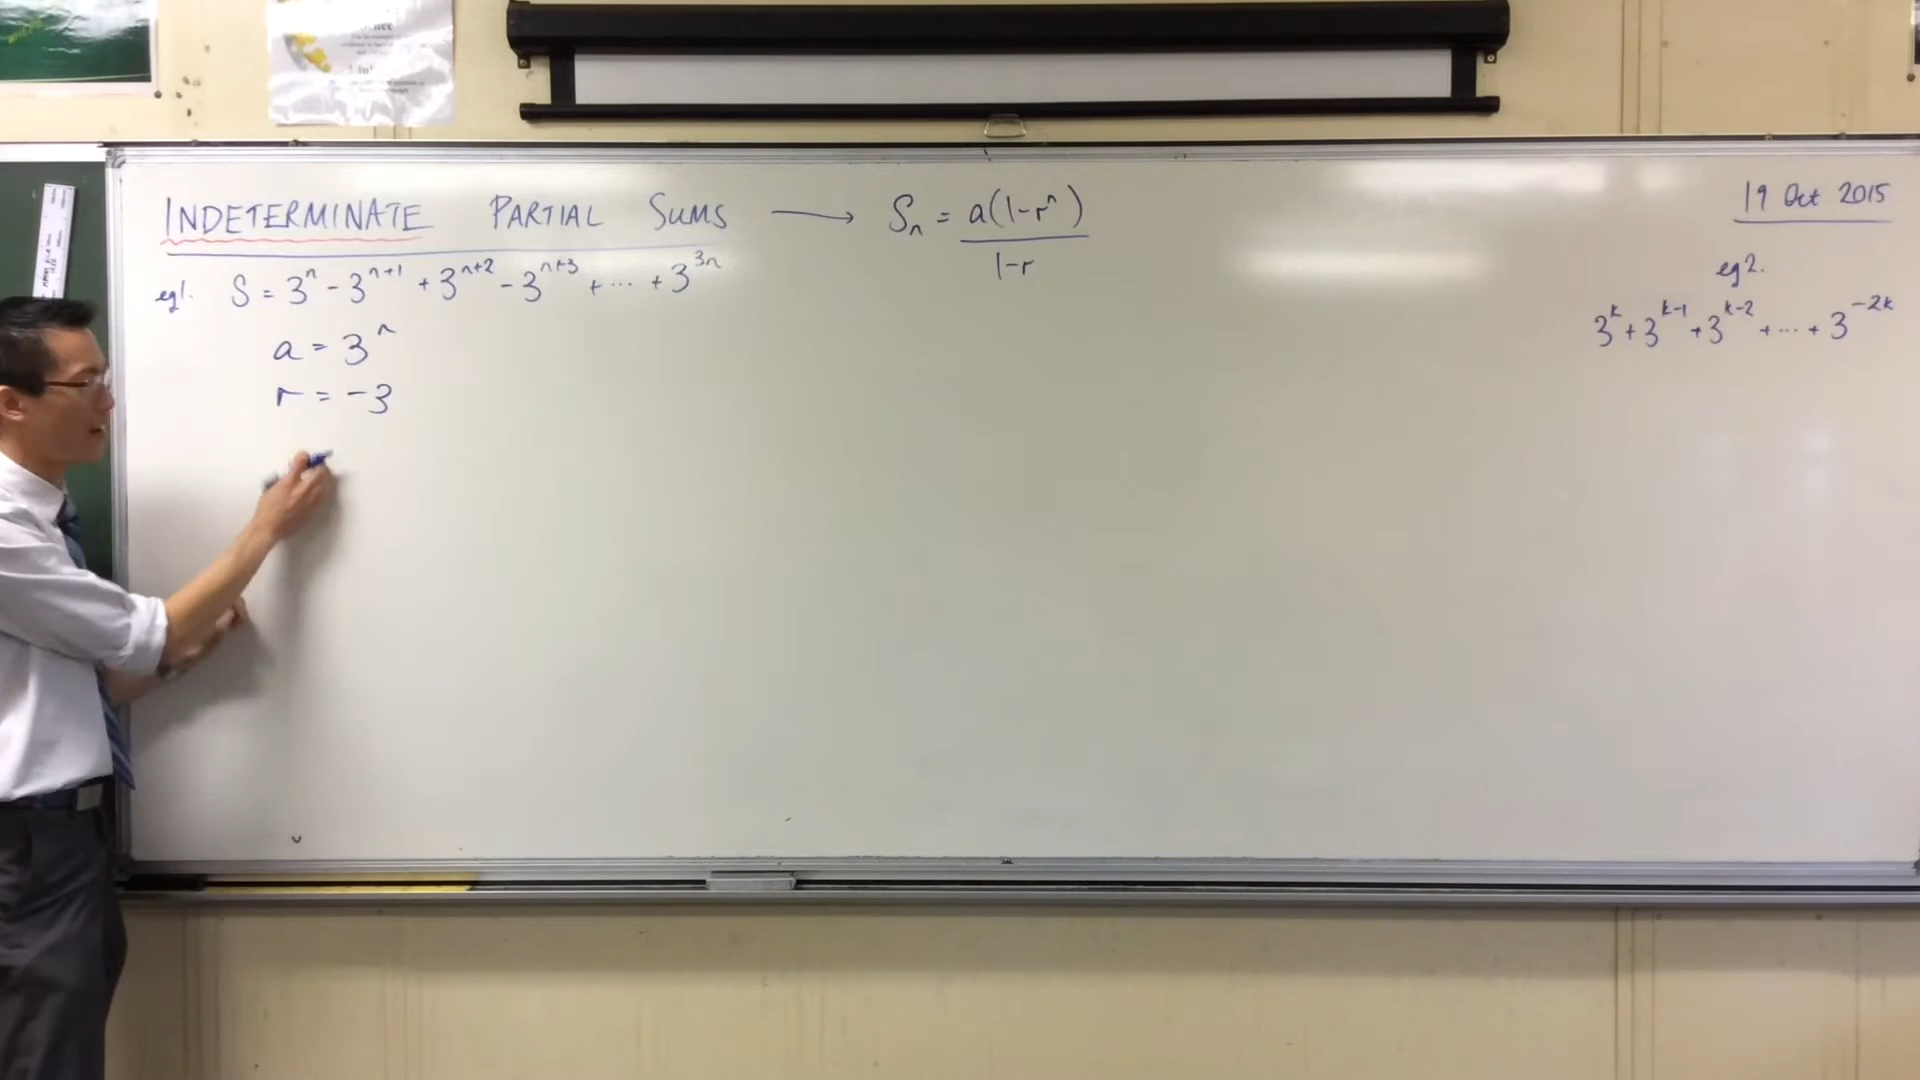 INDETERMINATE PARTIAL SUMS ⟶ Sₙ = a(1-rⁿ) / 1-r
19 Oct 2015
eg1. S = 3ⁿ - 3ⁿ⁺¹ + 3ⁿ⁺² - 3ⁿ⁺³ + ... + 3³ⁿ
a = 3ⁿ
r = -3
eg2.
3ᵏ + 3ᵏ⁻¹ + 3ᵏ⁻² + ... + 3⁻²ᵏ